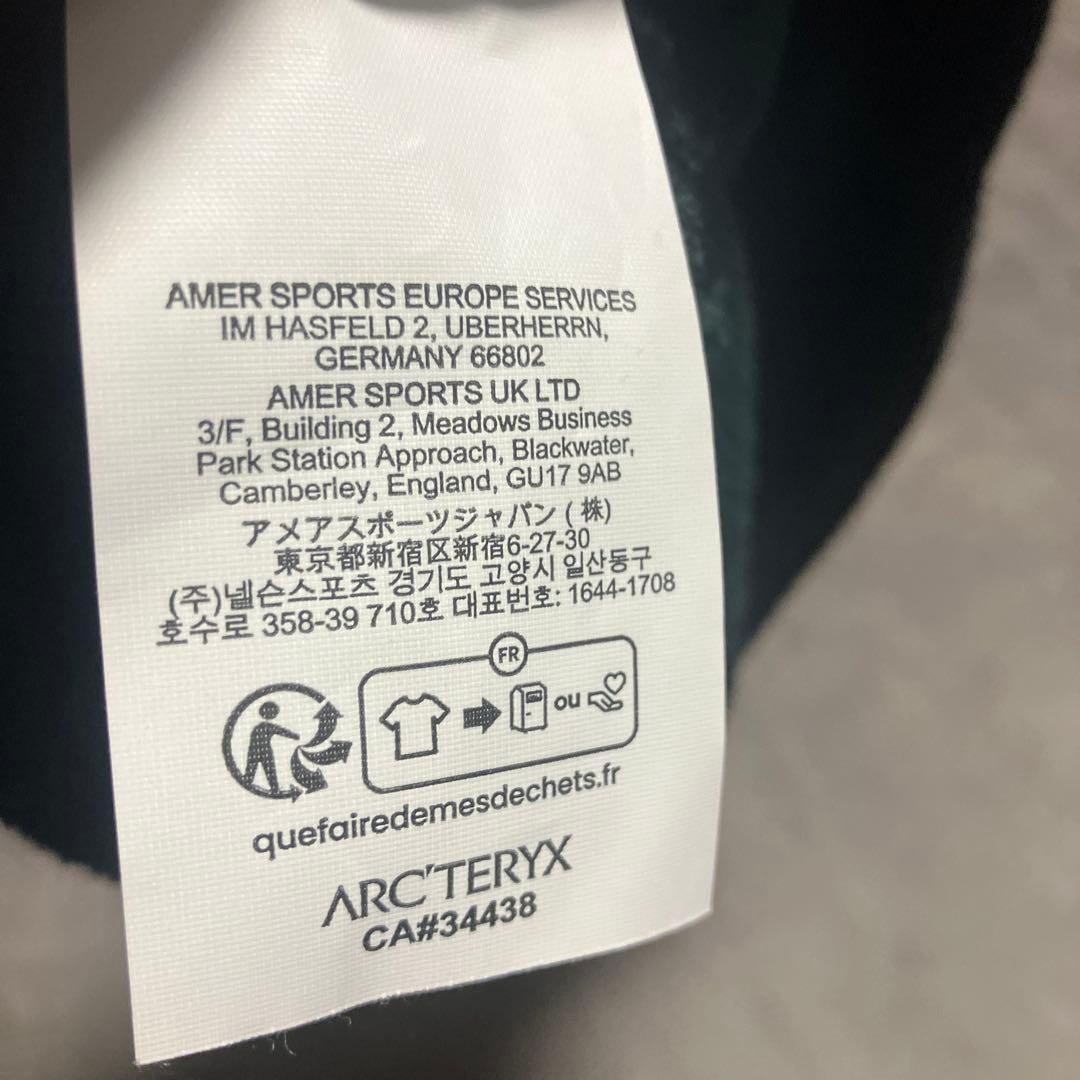 AMER SPORTS EUROPE SERVICES
IM HASFELD 2, UBERHERRN,
GERMANY 66802
AMER SPORTS UK LTD
3/F, Building 2, Meadows Business
Park Station Approach, Blackwater,
Camberley, England, GU17 9AB
アメアスポーツジャパン (株)
東京都新宿区新宿6-27-30
(주)넬슨스포츠 경기도 고양시 일산동구
호수로 358-39 710호 대표번호: 1644-1708
FR
ou
quefairedemesdechets.fr
ARC'TERYX
CA#34438